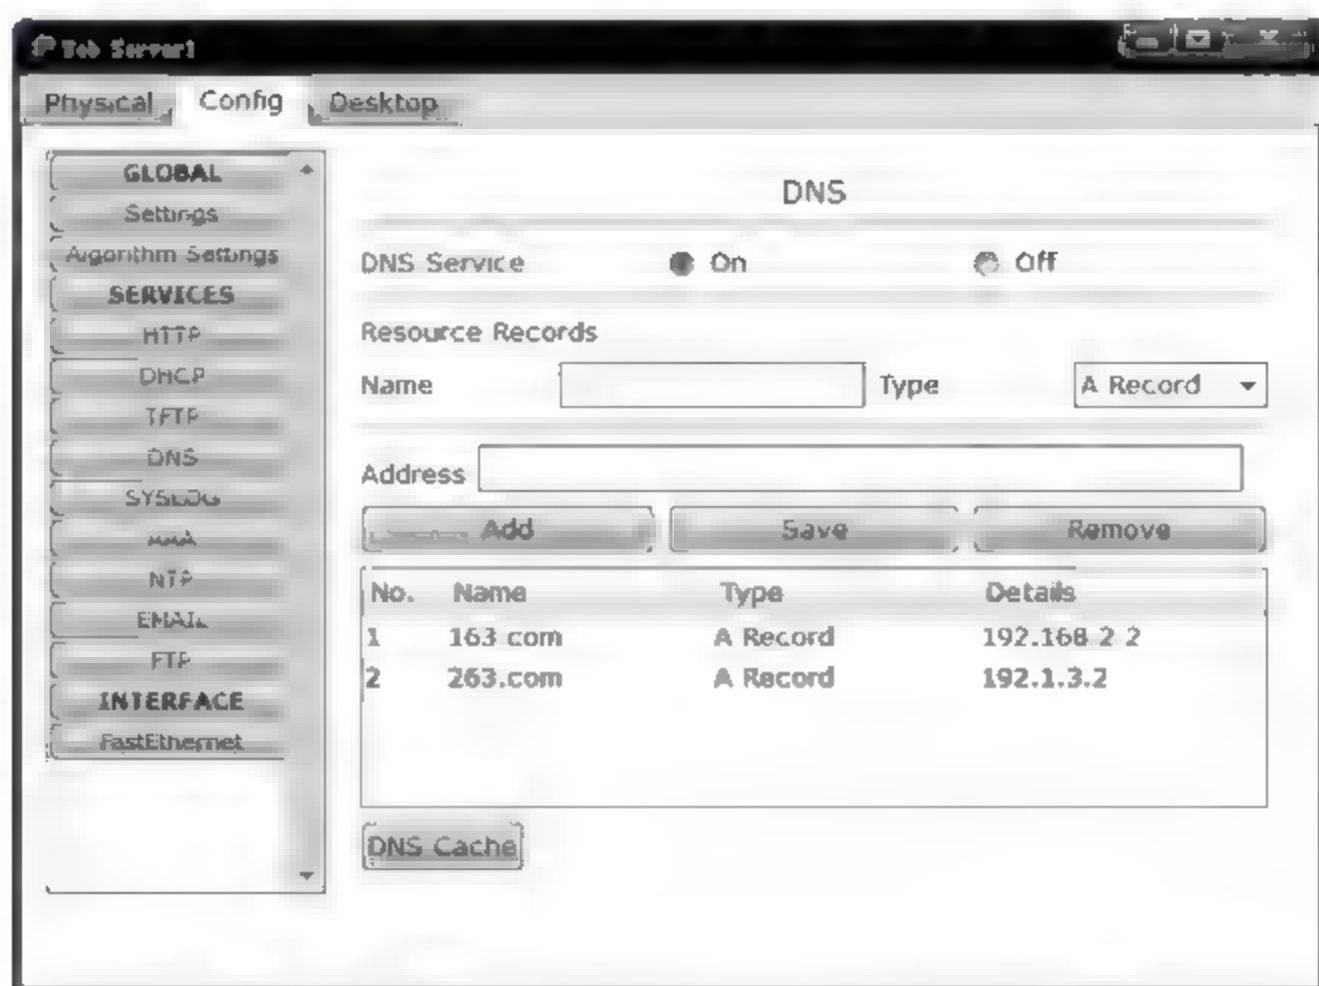 Web Server1
Physical Config Desktop
GLOBAL
Settings
Algorithm Settings
SERVICES
HTTP
DHCP
TFTP
DNS
SYSLOG
AAA
NTP
EMAIL
FTP
INTERFACE
FastEthernet
DNS
DNS Service On Off
Resource Records
Name Type A Record
Address
Add Save Remove
No. Name Type Details
1 163.com A Record 192.168.2.2
2 263.com A Record 192.1.3.2
DNS Cache